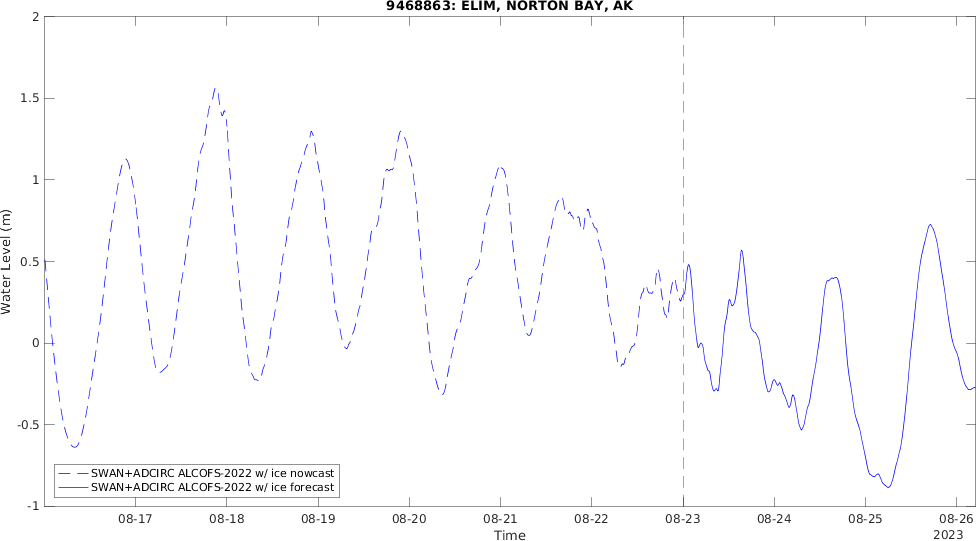 9468863: ELIM, NORTON BAY, AK
2
1.5
1
0.5
0
-0.5
-1
Water Level (m)
SWAN+ADCIRC ALCOFS-2022 w/ ice nowcast
SWAN+ADCIRC ALCOFS-2022 w/ ice forecast
08-17 08-18 08-19 08-20 08-21 08-22 08-23 08-24 08-25 08-26
Time
2023